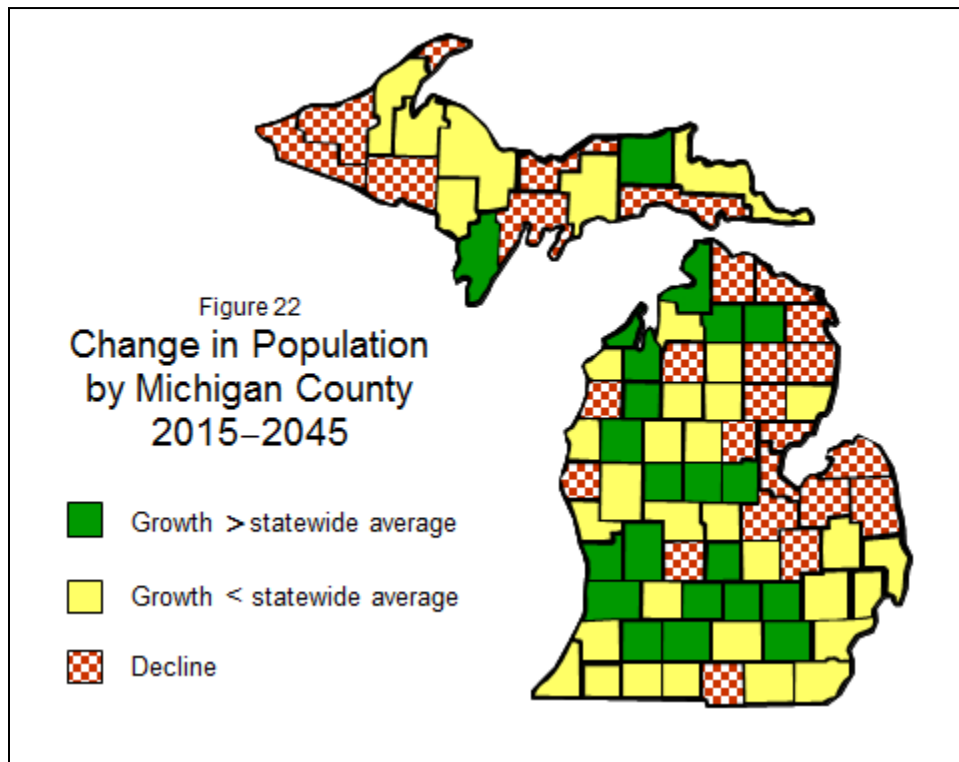 Figure 22
Change in Population
by Michigan County
2015–2045
Growth > statewide average
Growth < statewide average
Decline